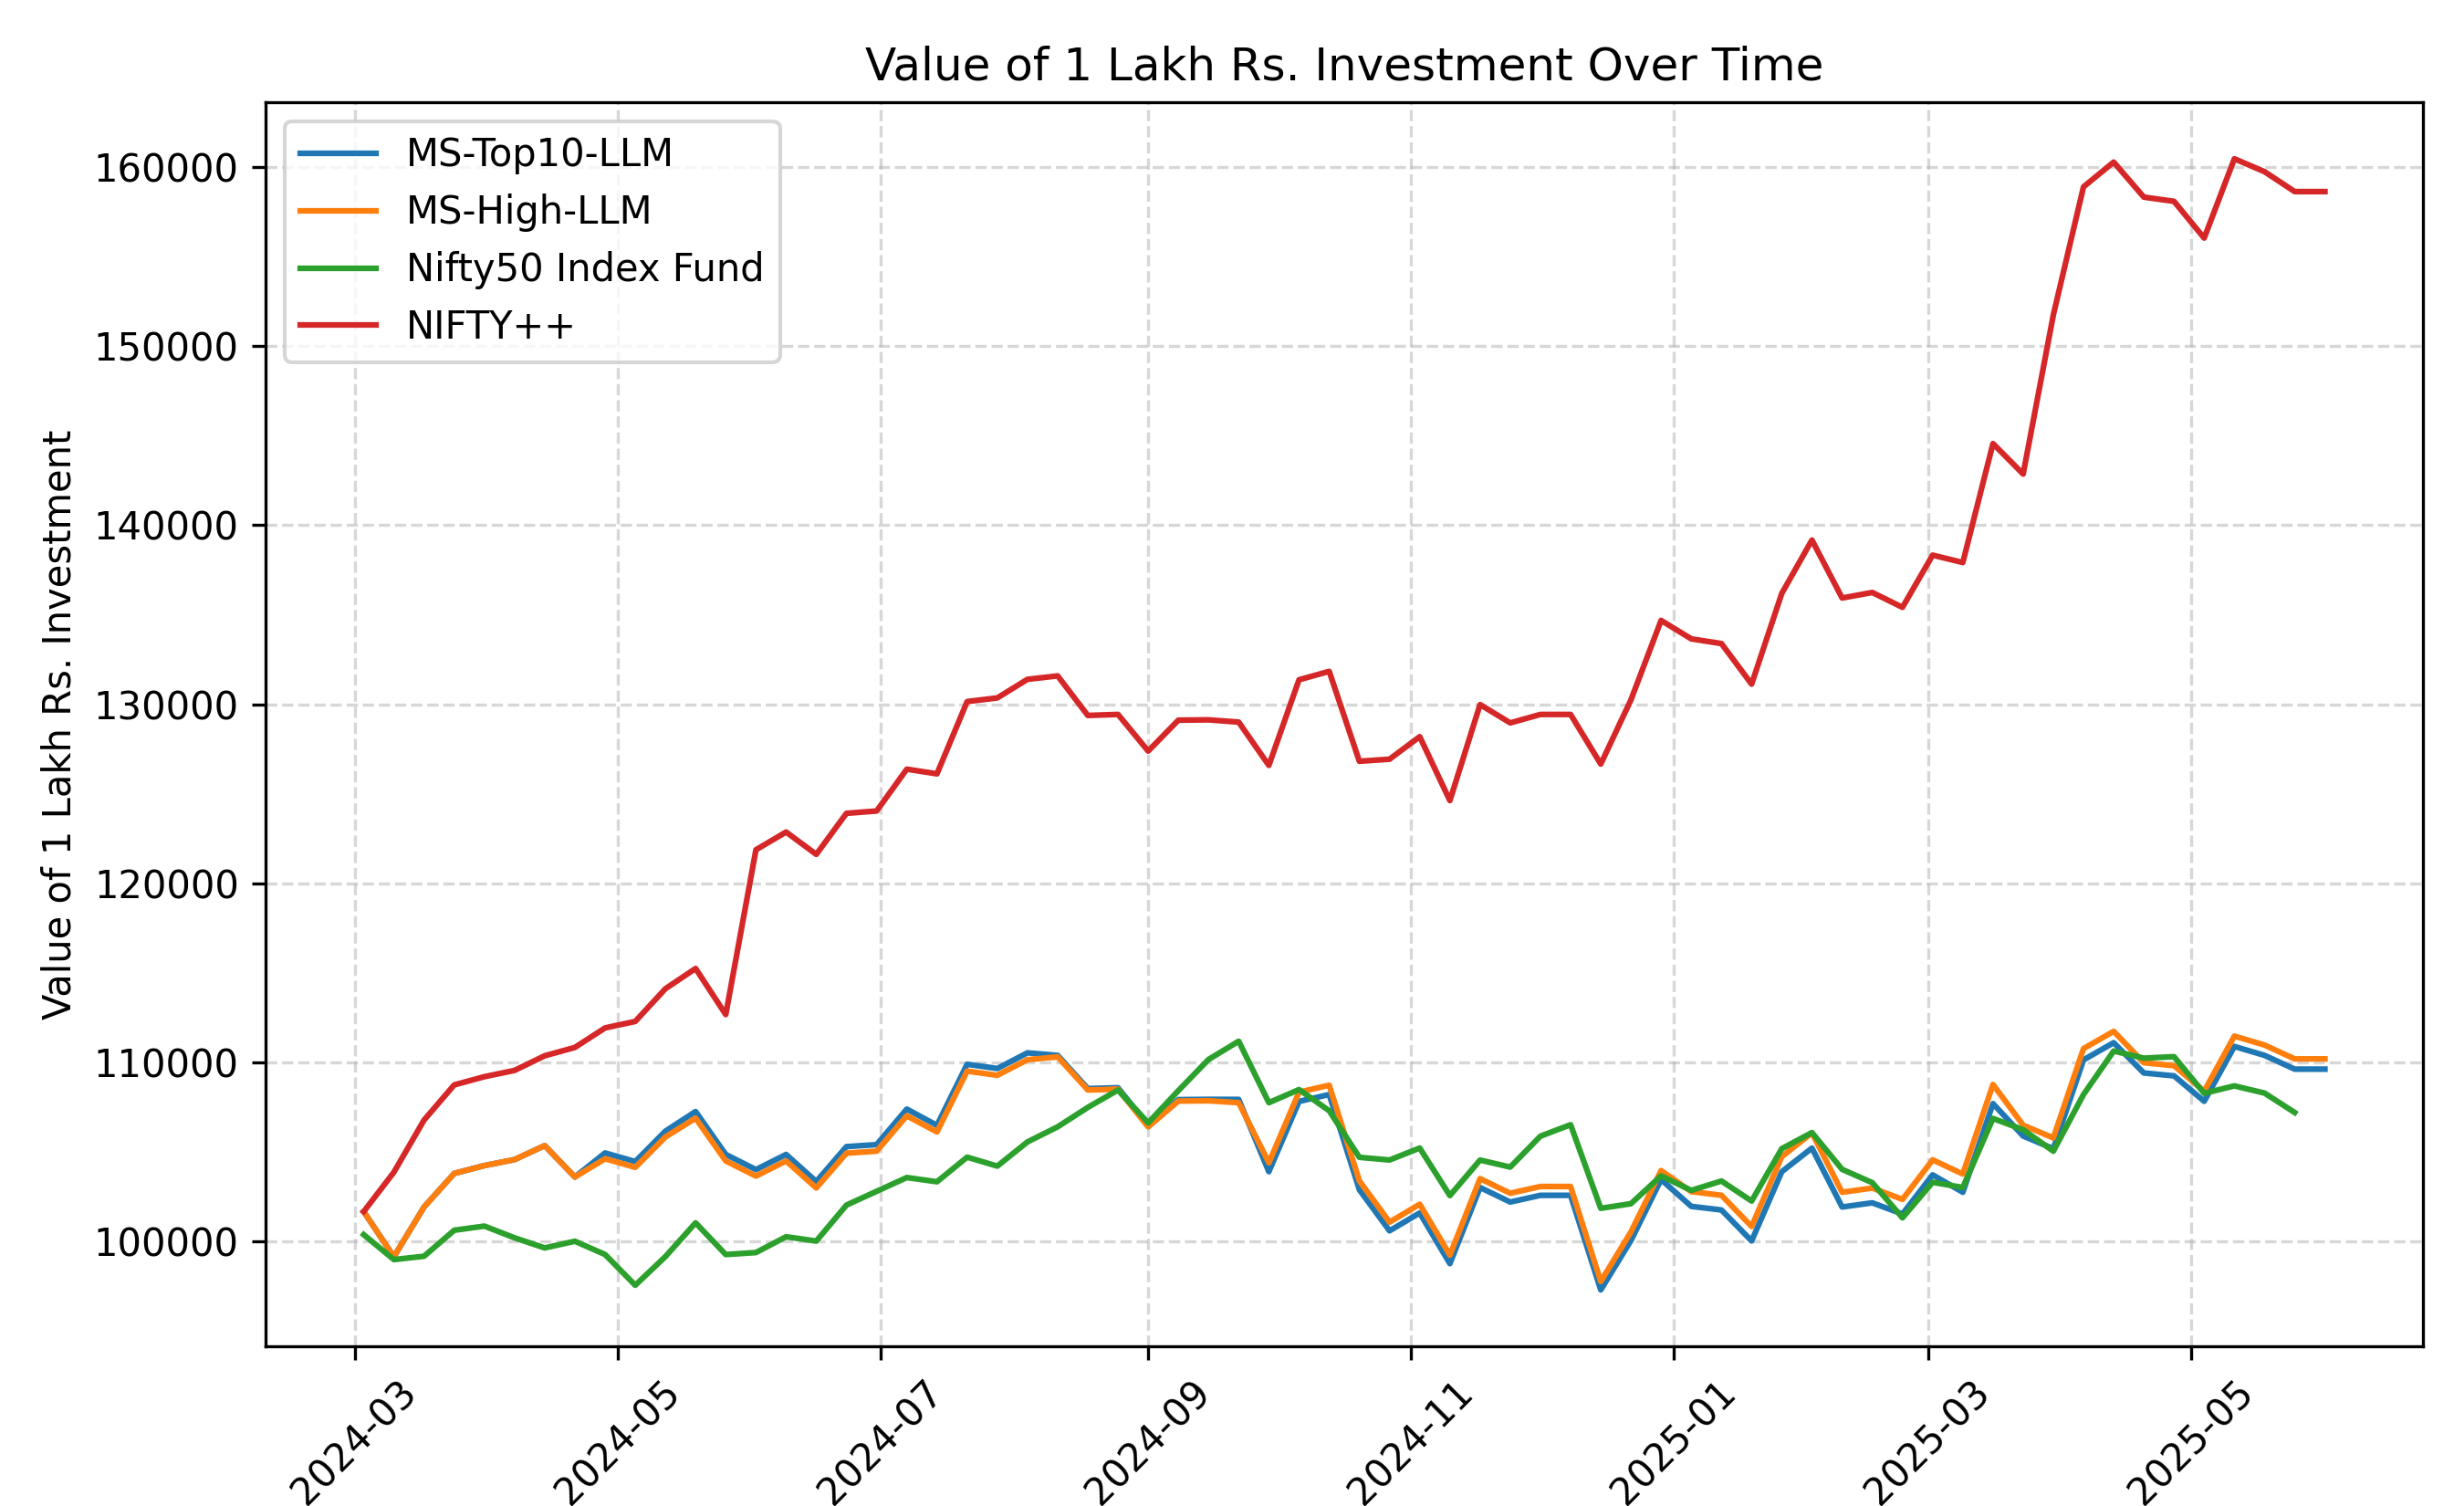 Value of 1 Lakh Rs. Investment Over Time
MS-Top10-LLM
MS-High-LLM
Nifty50 Index Fund
NIFTY++
Value of 1 Lakh Rs. Investment
160000
150000
140000
130000
120000
110000
100000
2024-03
2024-05
2024-07
2024-09
2024-11
2025-01
2025-03
2025-05